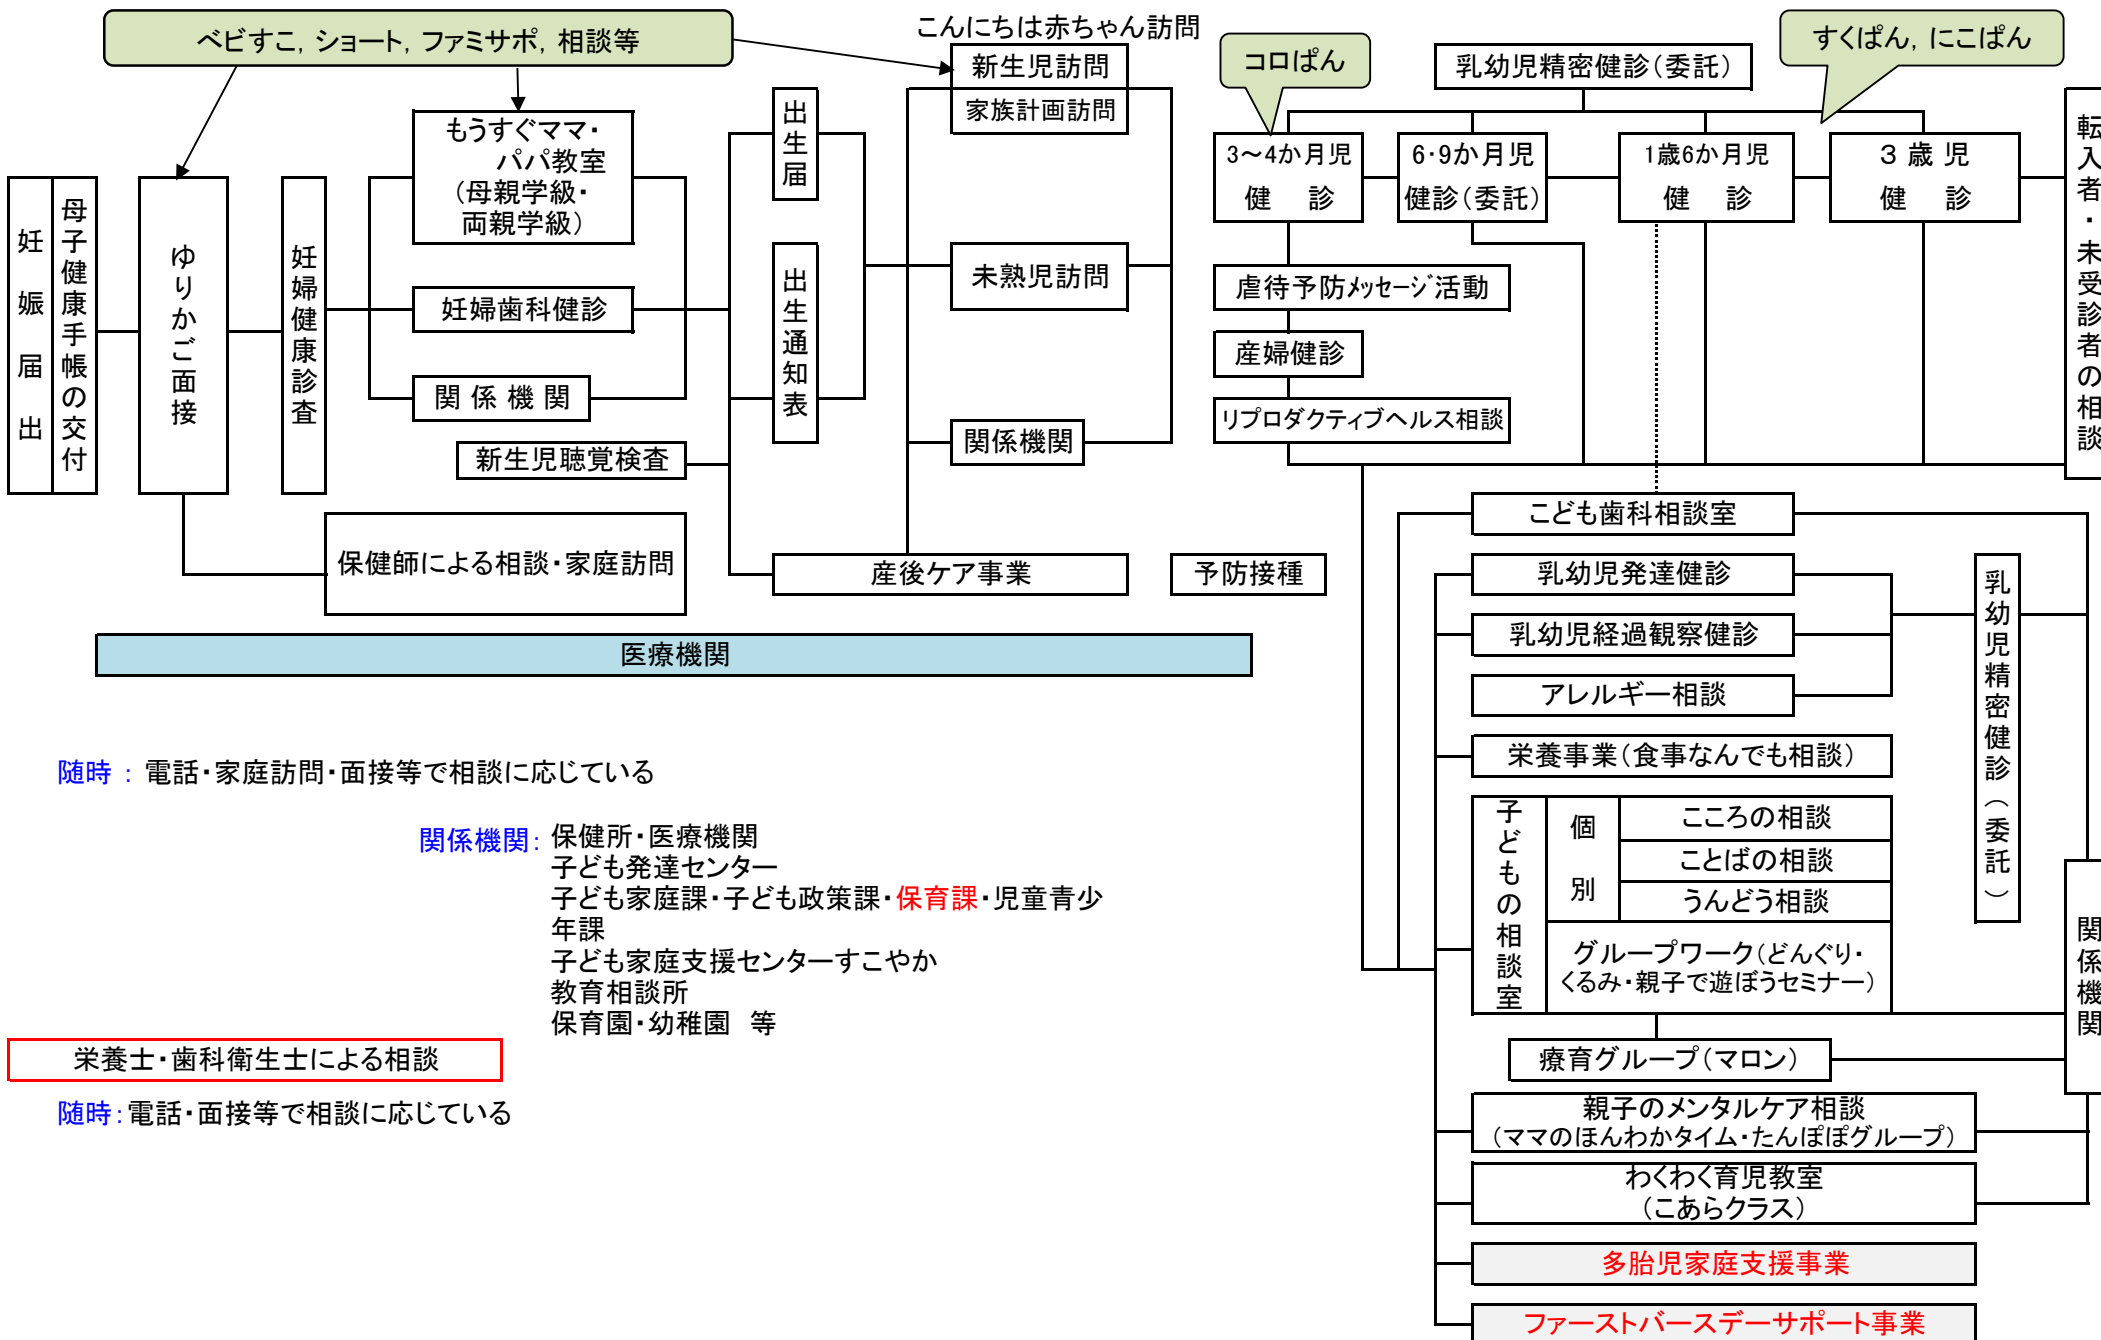 ベビすこ, ショート, ファミサポ, 相談等
こんにちは赤ちゃん訪問
新生児訪問
家族計画訪問
コロぱん
乳幼児精密健診(委託)
すくぱん, にこぱん
妊娠届出
母子健康手帳の交付
ゆりかご面接
妊婦健康診査
もうすぐママ・
パパ教室
(母親学級・
両親学級)
妊婦歯科健診
関係機関
新生児聴覚検査
保健師による相談・家庭訪問
出生届
出生通知表
未熟児訪問
関係機関
産後ケア事業
予防接種
3～4か月児
健 診
6・9か月児
健診(委託)
1歳6か月児
健 診
3歳児
健 診
転入者・未受診者の相談
虐待予防メッセージ活動
産婦健診
リプロダクティブヘルス相談
こども歯科相談室
乳幼児発達健診
乳幼児経過観察健診
アレルギー相談
乳幼児精密健診(委託)
栄養事業(食事なんでも相談)
子どもの相談室
個別
こころの相談
ことばの相談
うんどう相談
グループワーク(どんぐり・
くるみ・親子で遊ぼうセミナー)
関係機関
療育グループ(マロン)
親子のメンタルケア相談
(ママのほんわかタイム・たんぽぽグループ)
わくわく育児教室
(こあらクラス)
多胎児家庭支援事業
ファーストバースデーサポート事業
医療機関
随時 : 電話・家庭訪問・面接等で相談に応じている
関係機関: 保健所・医療機関
子ども発達センター
子ども家庭課・子ども政策課・保育課・児童青少
年課
子ども家庭支援センターすこやか
教育相談所
保育園・幼稚園 等
栄養士・歯科衛生士による相談
随時: 電話・面接等で相談に応じている